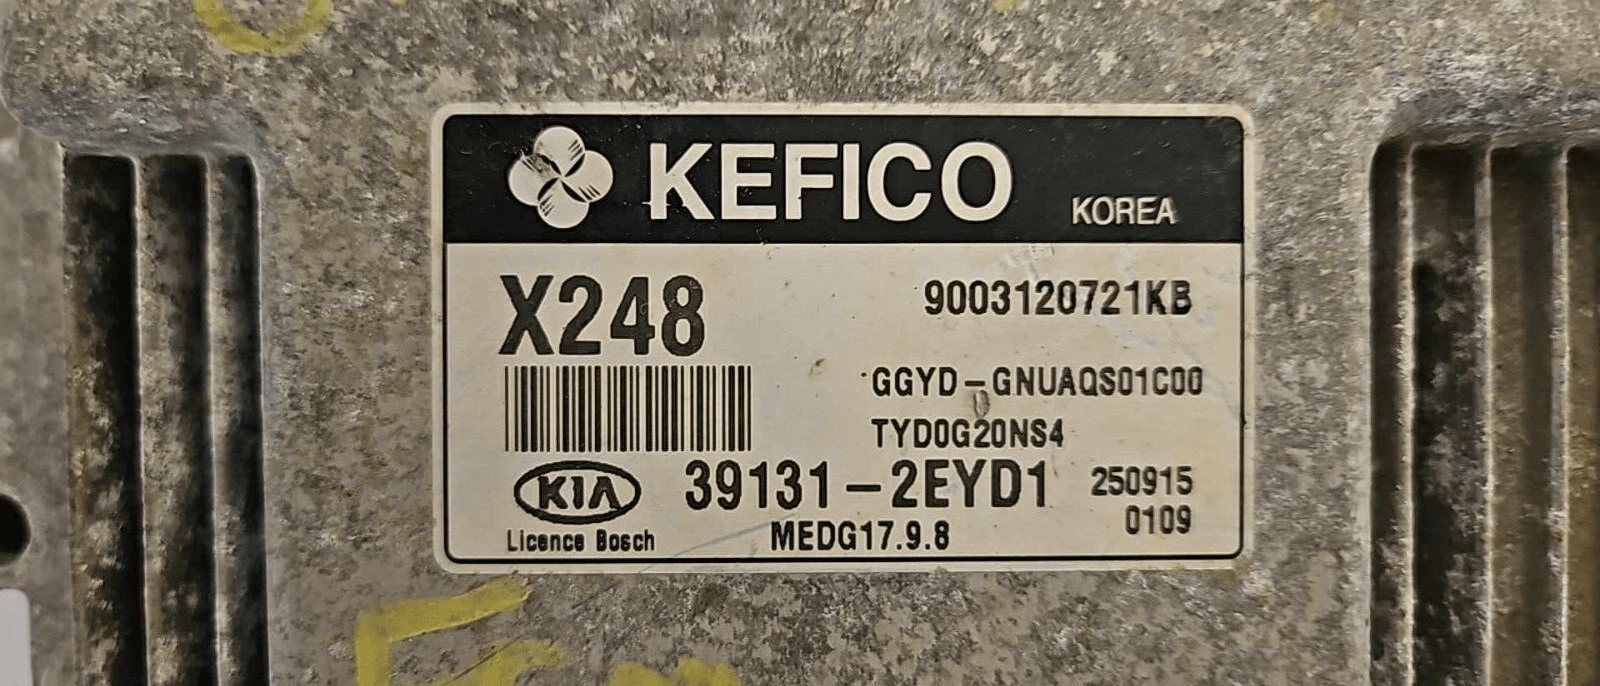 KEFICO KOREA
X248 9003120721KB
GGYD-GNUAQS01C00
TYD0G20NS4
KIA 39131-2EYD1 250915
Licence Bosch MEDG17.9.8 0109